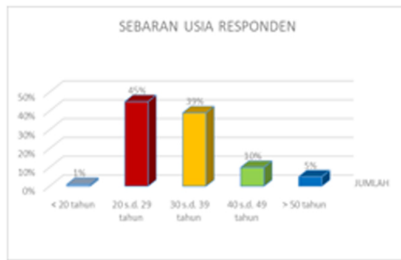 SEBARAN USIA RESPONDEN
50%
40%
30%
20%
10%
0%
1%
45%
39%
10%
5%
JUMLAH
< 20 tahun
20 s.d. 29 tahun
30 s.d. 39 tahun
40 s.d. 49 tahun
> 50 tahun